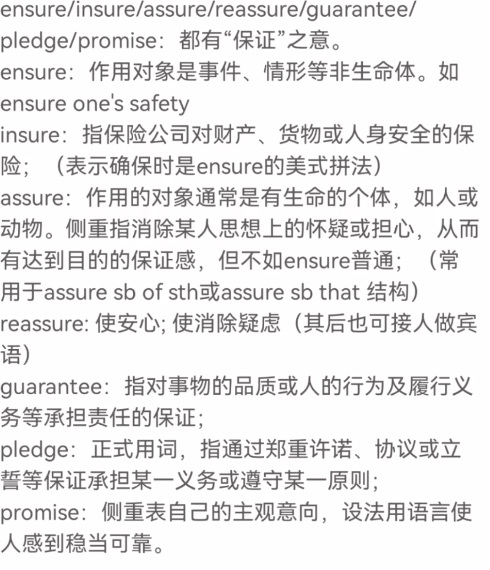 ensure/insure/assure/reassure/guarantee/
pledge/promise：都有“保证”之意。
ensure：作用对象是事件、情形等非生命体。如
ensure one's safety
insure：指保险公司对财产、货物或人身安全的保
险；（表示确保时是ensure的美式拼法）
assure：作用的对象通常是有生命的个体，如人或
动物。侧重指消除某人思想上的怀疑或担心，从而
有达到目的的保证感，但不如ensure普通；（常
用于assure sb of sth或assure sb that 结构）
reassure: 使安心; 使消除疑虑（其后也可接人做宾
语）
guarantee：指对事物的品质或人的行为及履行义
务等承担责任的保证；
pledge：正式用词，指通过郑重许诺、协议或立
誓等保证承担某一义务或遵守某一原则；
promise：侧重表自己的主观意向，设法用语言使
人感到稳当可靠。